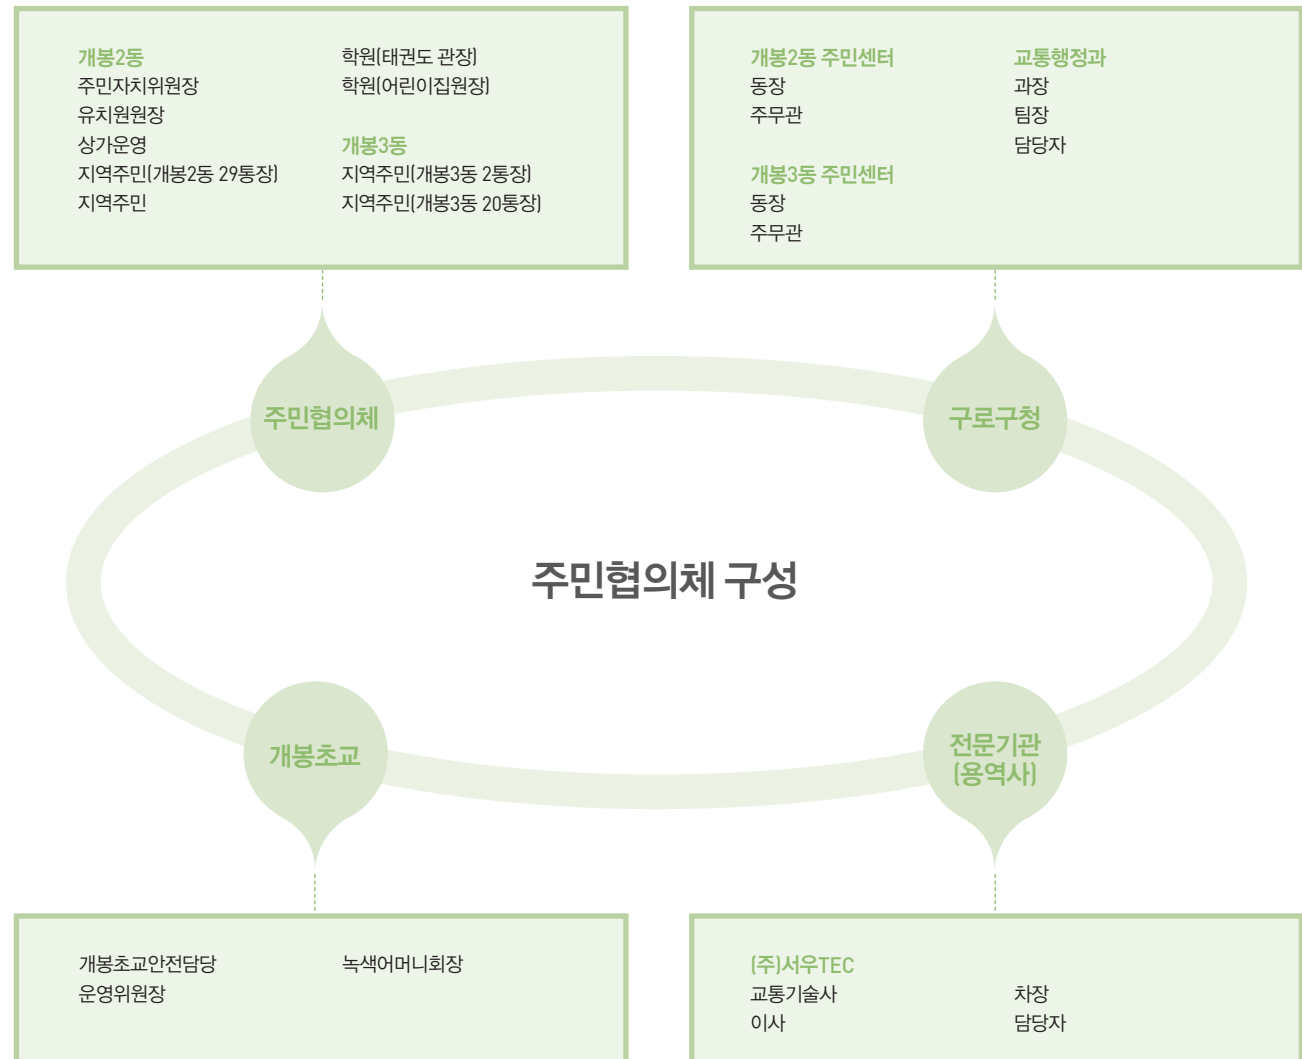 개봉2동
주민자치위원장
유치원원장
상가운영
지역주민(개봉2동 29통장)
지역주민
학원(태권도 관장)
학원(어린이집원장)
개봉3동
지역주민(개봉3동 2통장)
지역주민(개봉3동 20통장)
개봉2동 주민센터
동장
주무관
개봉3동 주민센터
동장
주무관
교통행정과
과장
팀장
담당자
주민협의체
구로구청
주민협의체 구성
개봉초교
전문기관
(용역사)
개봉초교안전담당
운영위원장
녹색어머니회장
(주)서우TEC
교통기술사
이사
차장
담당자